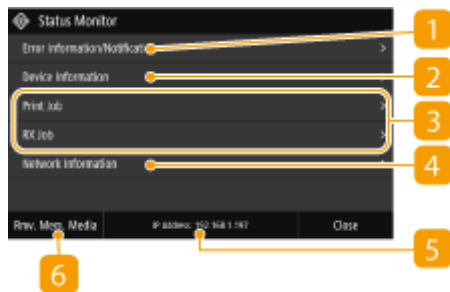 Status Monitor
Error Information/Notificat
Device Information
Print Job
RX Job
Network Information
Rmv. Mem. Media
IP Address: 192.168.1.197
Close
1
2
3
4
5
6